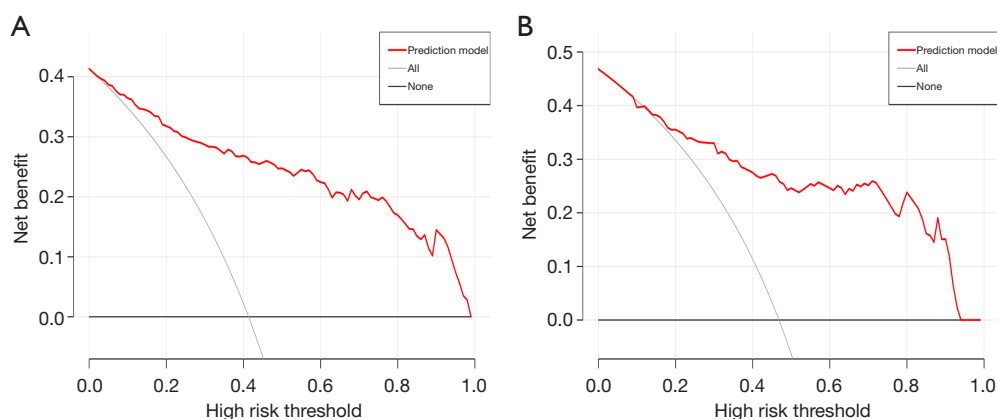 A
Net benefit
0.4
0.3
0.2
0.1
0.0
0.0 0.2 0.4 0.6 0.8 1.0
High risk threshold
Prediction model
All
None
B
Net benefit
0.5
0.4
0.3
0.2
0.1
0.0
0.0 0.2 0.4 0.6 0.8 1.0
High risk threshold
Prediction model
All
None